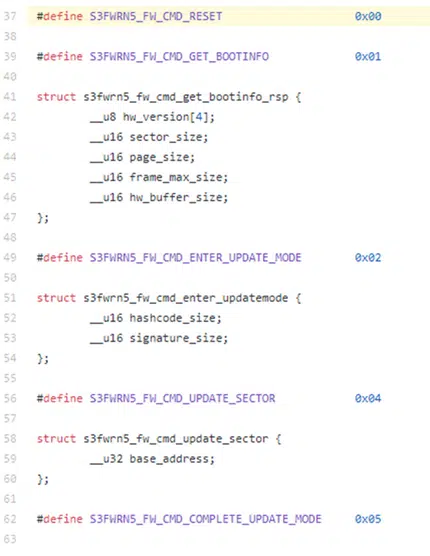 37 #define S3FWRN5_FW_CMD_RESET 0x00
38
39 #define S3FWRN5_FW_CMD_GET_BOOTINFO 0x01
40
41 struct s3fwrn5_fw_cmd_get_bootinfo_rsp {
42 __u8 hw_version[4];
43 __u16 sector_size;
44 __u16 page_size;
45 __u16 frame_max_size;
46 __u16 hw_buffer_size;
47 };
48
49 #define S3FWRN5_FW_CMD_ENTER_UPDATE_MODE 0x02
50
51 struct s3fwrn5_fw_cmd_enter_updatemode {
52 __u16 hashcode_size;
53 __u16 signature_size;
54 };
55
56 #define S3FWRN5_FW_CMD_UPDATE_SECTOR 0x04
57
58 struct s3fwrn5_fw_cmd_update_sector {
59 __u32 base_address;
60 };
61
62 #define S3FWRN5_FW_CMD_COMPLETE_UPDATE_MODE 0x05
63